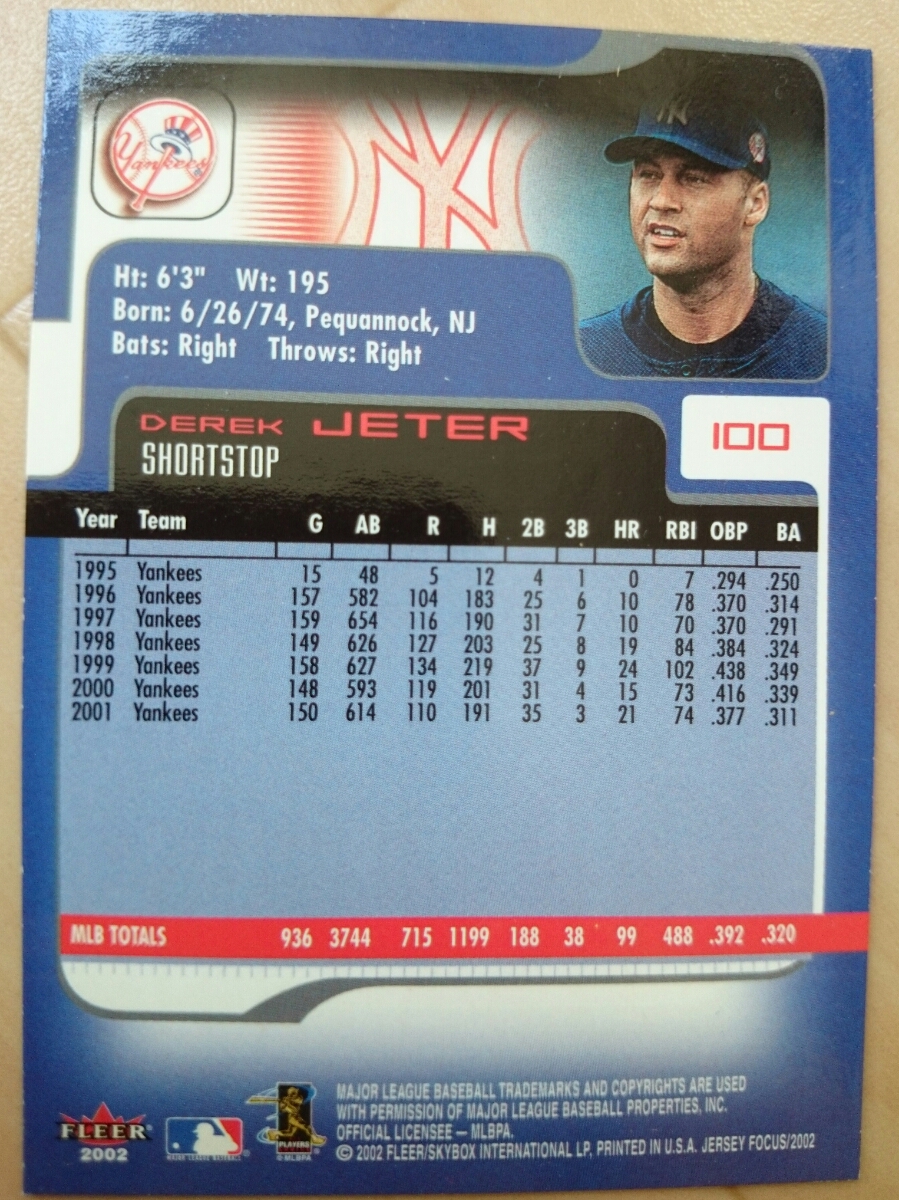 Yankees
NY
NY
Ht: 6'3" Wt: 195
Born: 6/26/74, Pequannock, NJ
Bats: Right Throws: Right
DEREK JETER
SHORTSTOP
100
Year Team G AB R H 2B 3B HR RBI OBP BA
1995 Yankees 15 48 5 12 4 1 0 7 .294 .250
1996 Yankees 157 582 104 183 25 6 10 78 .370 .314
1997 Yankees 159 654 116 190 31 7 10 70 .370 .291
1998 Yankees 149 626 127 203 25 8 19 84 .384 .324
1999 Yankees 158 627 134 219 37 9 24 102 .438 .349
2000 Yankees 148 593 119 201 31 4 15 73 .416 .339
2001 Yankees 150 614 110 191 35 3 21 74 .377 .311
MLB TOTALS 936 3744 715 1199 188 38 99 488 .392 .320
MAJOR LEAGUE BASEBALL TRADEMARKS AND COPYRIGHTS ARE USED
WITH PERMISSION OF MAJOR LEAGUE BASEBALL PROPERTIES, INC.
OFFICIAL LICENSEE — MLBPA.
© 2002 FLEER/SKYBOX INTERNATIONAL LP, PRINTED IN U.S.A. JERSEY FOCUS/2002
FLEER
2002
MAJOR LEAGUE BASEBALL
PLAYERS
© MLBPA